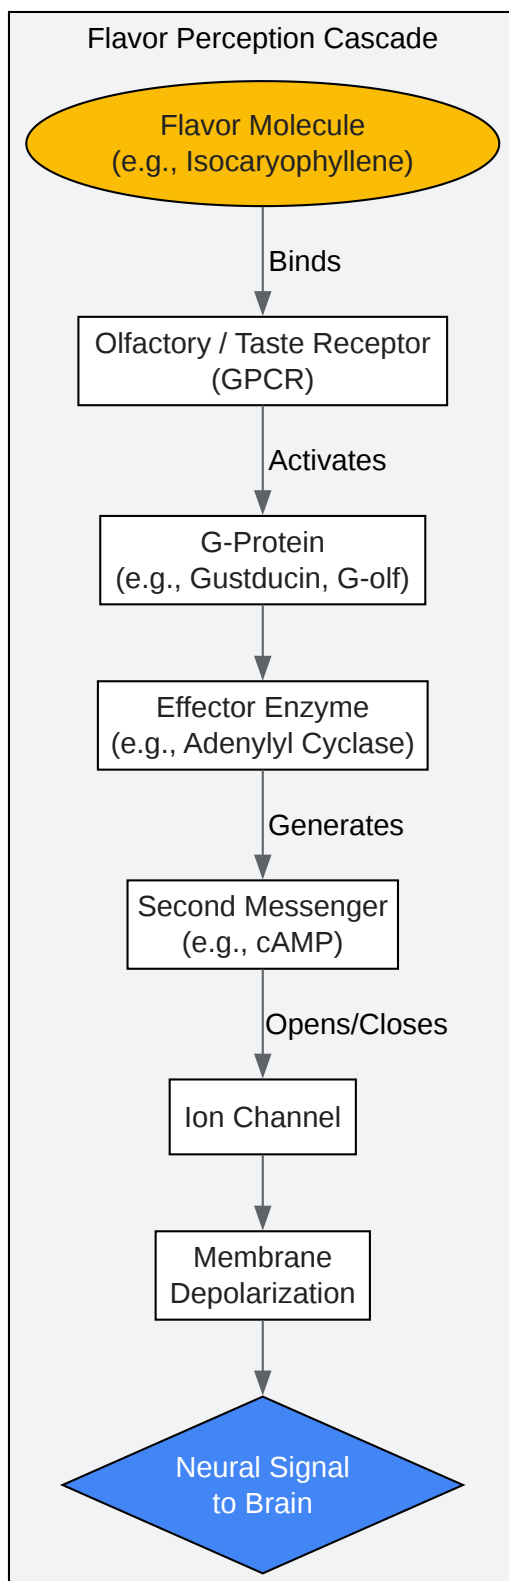 Flavor Perception Cascade
Flavor Molecule
(e.g., Isocaryophyllene)
Binds
Olfactory / Taste Receptor
(GPCR)
Activates
G-Protein
(e.g., Gustducin, G-olf)
Effector Enzyme
(e.g., Adenylyl Cyclase)
Generates
Second Messenger
(e.g., cAMP)
Opens/Closes
Ion Channel
Membrane
Depolarization
Neural Signal
to Brain